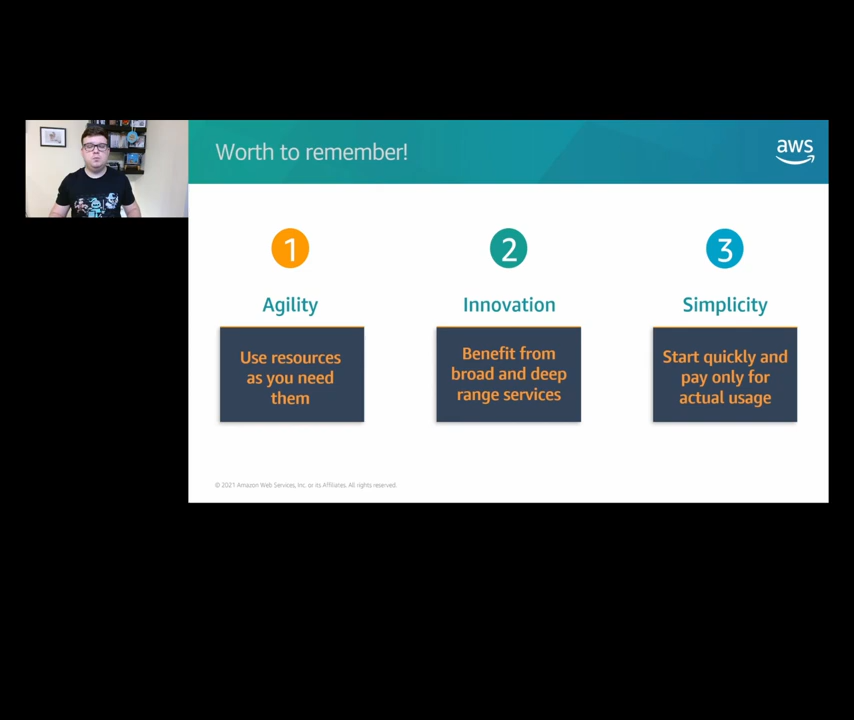 Worth to remember!
aws
1
2
3
Agility
Innovation
Simplicity
Use resources
as you need
them
Benefit from
broad and deep
range services
Start quickly and
pay only for
actual usage
© 2021 Amazon Web Services, Inc. or its Affiliates. All rights reserved.